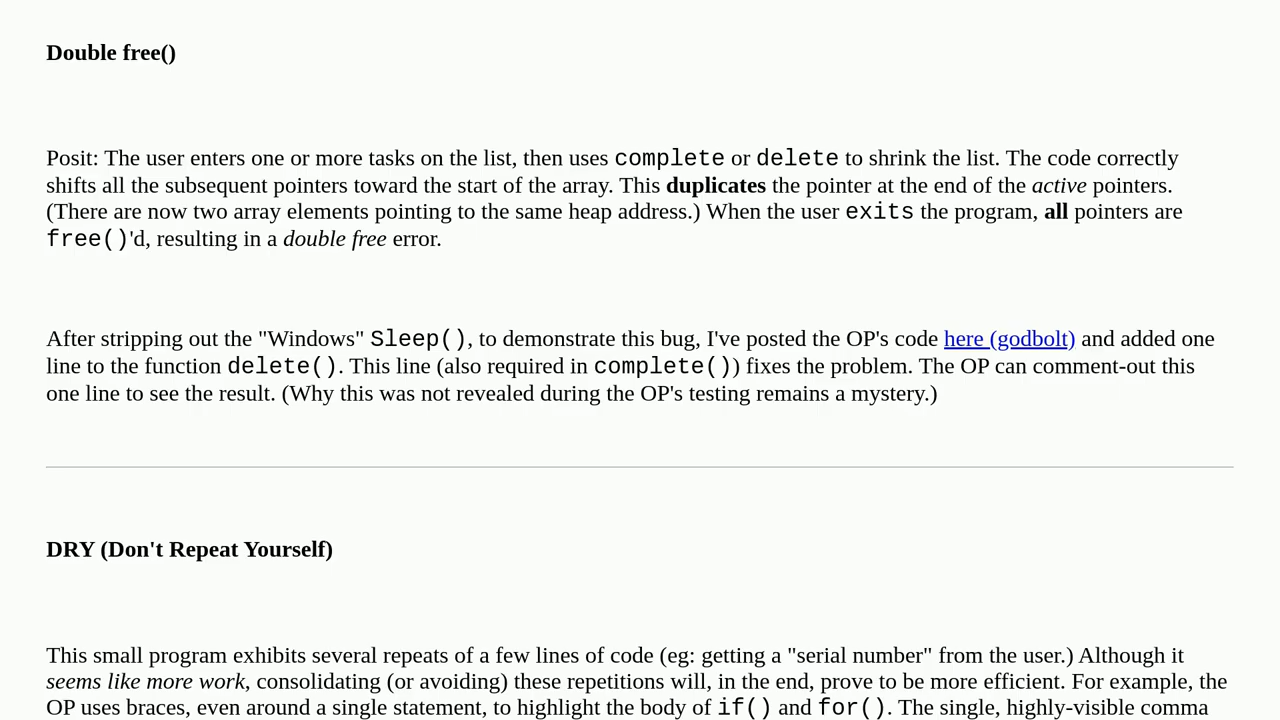 Double free()
Posit: The user enters one or more tasks on the list, then uses complete or delete to shrink the list. The code correctly
shifts all the subsequent pointers toward the start of the array. This duplicates the pointer at the end of the active pointers.
(There are now two array elements pointing to the same heap address.) When the user exits the program, all pointers are
free()'d, resulting in a double free error.
After stripping out the "Windows" Sleep(), to demonstrate this bug, I've posted the OP's code here (godbolt) and added one
line to the function delete(). This line (also required in complete()) fixes the problem. The OP can comment-out this
one line to see the result. (Why this was not revealed during the OP's testing remains a mystery.)
DRY (Don't Repeat Yourself)
This small program exhibits several repeats of a few lines of code (eg: getting a "serial number" from the user.) Although it
seems like more work, consolidating (or avoiding) these repetitions will, in the end, prove to be more efficient. For example, the
OP uses braces, even around a single statement, to highlight the body of if() and for(). The single, highly-visible comma